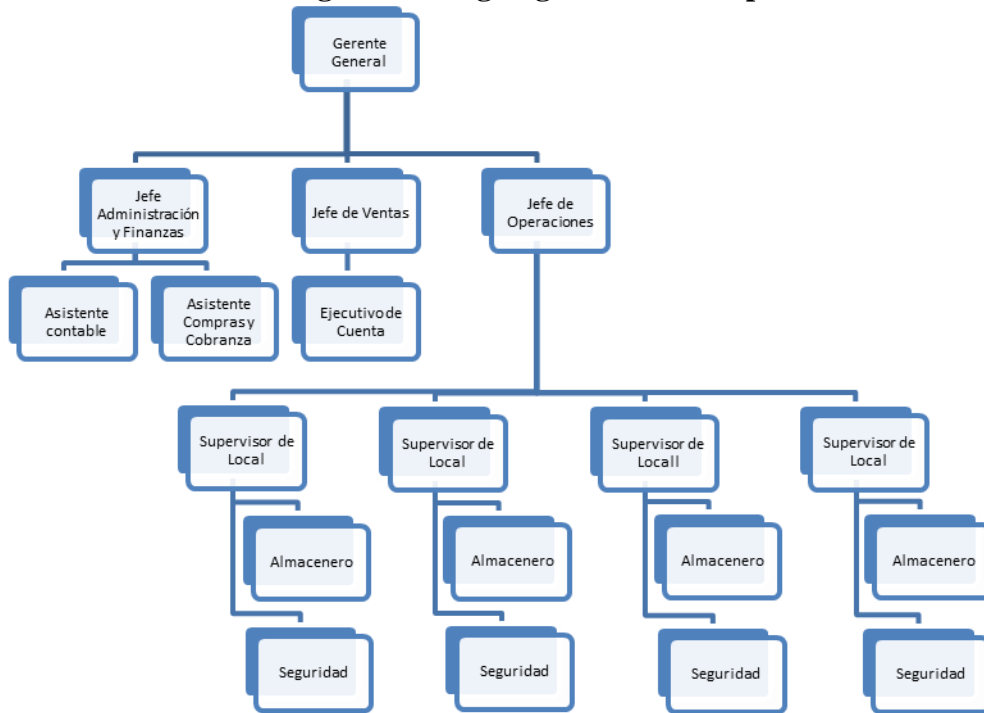 Gerente
General
Jefe
Administración
y Finanzas
Jefe de Ventas
Jefe de
Operaciones
Asistente
contable
Asistente
Compras y
Cobranza
Ejecutivo de
Cuenta
Supervisor de
Local
Supervisor de
Local
Supervisor de
Locall
Supervisor de
Local
Almacenero
Almacenero
Almacenero
Almacenero
Seguridad
Seguridad
Seguridad
Seguridad